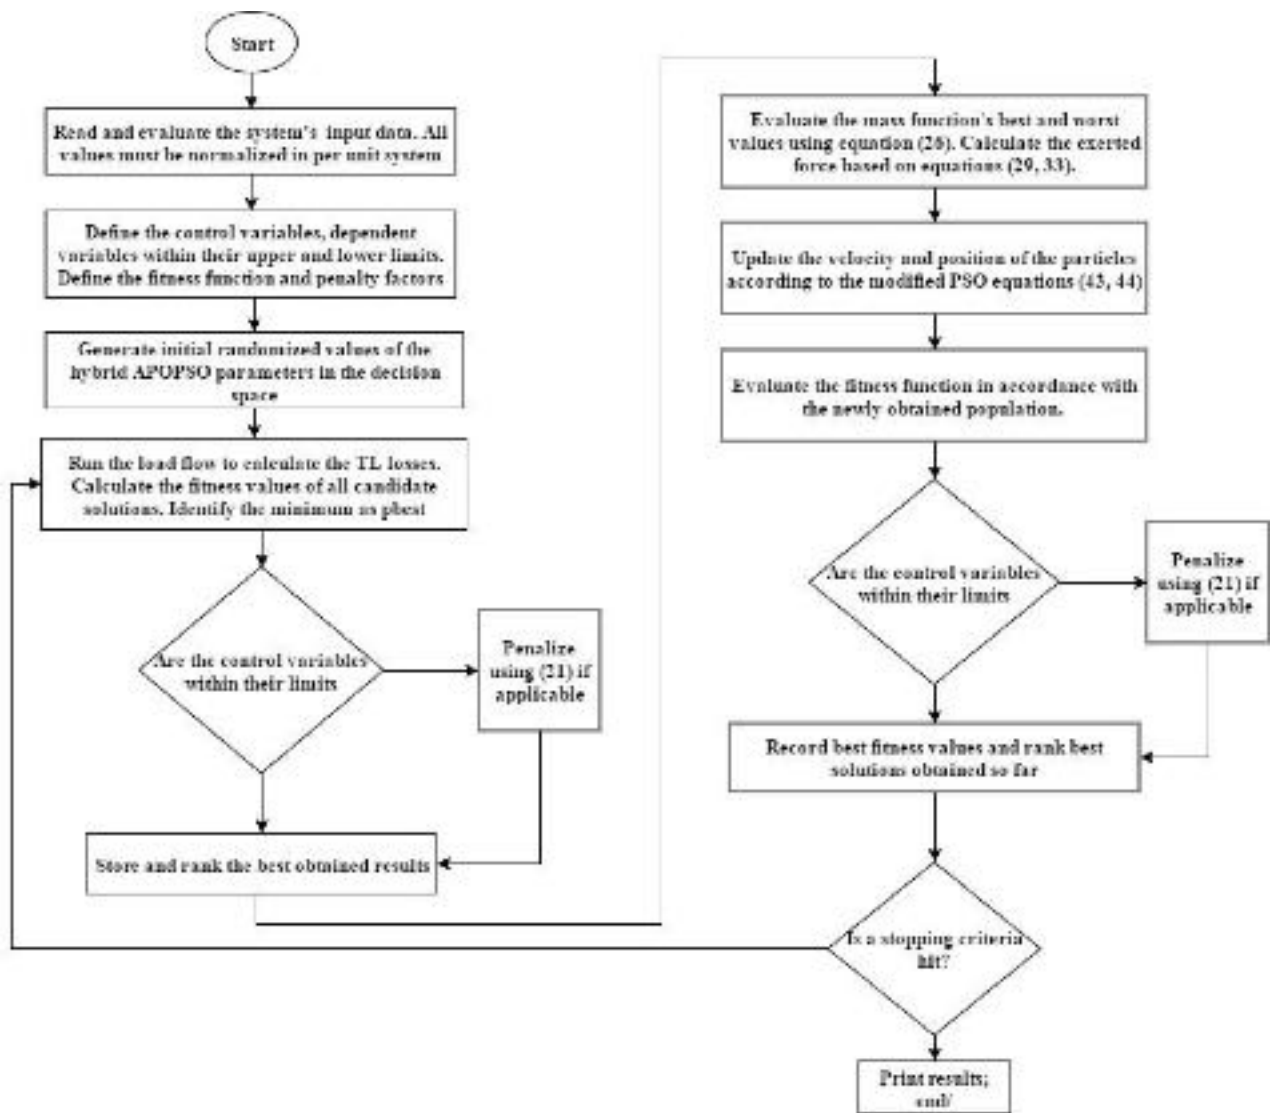 Start
Read and evaluate the system's input data. All
values must be normalized in per unit system
Define the control variables, dependent
variables within their upper and lower limits.
Define the fitness function and penalty factors
Generate initial randomized values of the
hybrid APOPSO parameters in the decision
space
Run the load flow to calculate the TL losses.
Calculate the fitness values of all candidate
solutions. Identify the minimum as pbest
Are the control variables
within their limits
Penalize
using (21) if
applicable
Store and rank the best obtained results
Evaluate the mass function's best and worst
values using equation (26). Calculate the exerted
force based on equations (29, 33).
Update the velocity and position of the particles
according to the modified PSO equations (43, 44)
Evaluate the fitness function in accordance with
the newly obtained population.
Are the control variables
within their limits
Penalize
using (21) if
applicable
Record best fitness values and rank best
solutions obtained so far
Is a stopping criteria
hit?
Print results;
end/